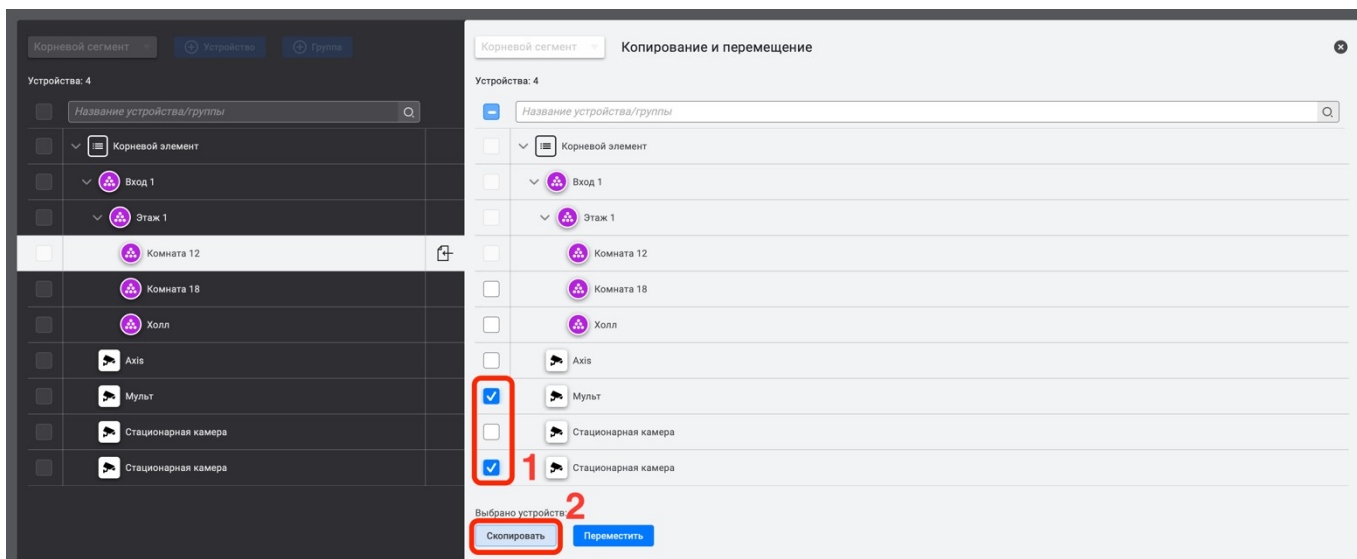 Корневой сегмент
Устройство
Группа
Устройства: 4
Название устройства/группы
Корневой элемент
Вход 1
Этаж 1
Комната 12
Комната 18
Холл
Axis
Мульт
Стационарная камера
Стационарная камера
Корневой сегмент
Копирование и перемещение
Устройства: 4
Название устройства/группы
Корневой элемент
Вход 1
Этаж 1
Комната 12
Комната 18
Холл
Axis
Мульт
Стационарная камера
1
Стационарная камера
Выбрано устройств:
2
Скопировать
Переместить